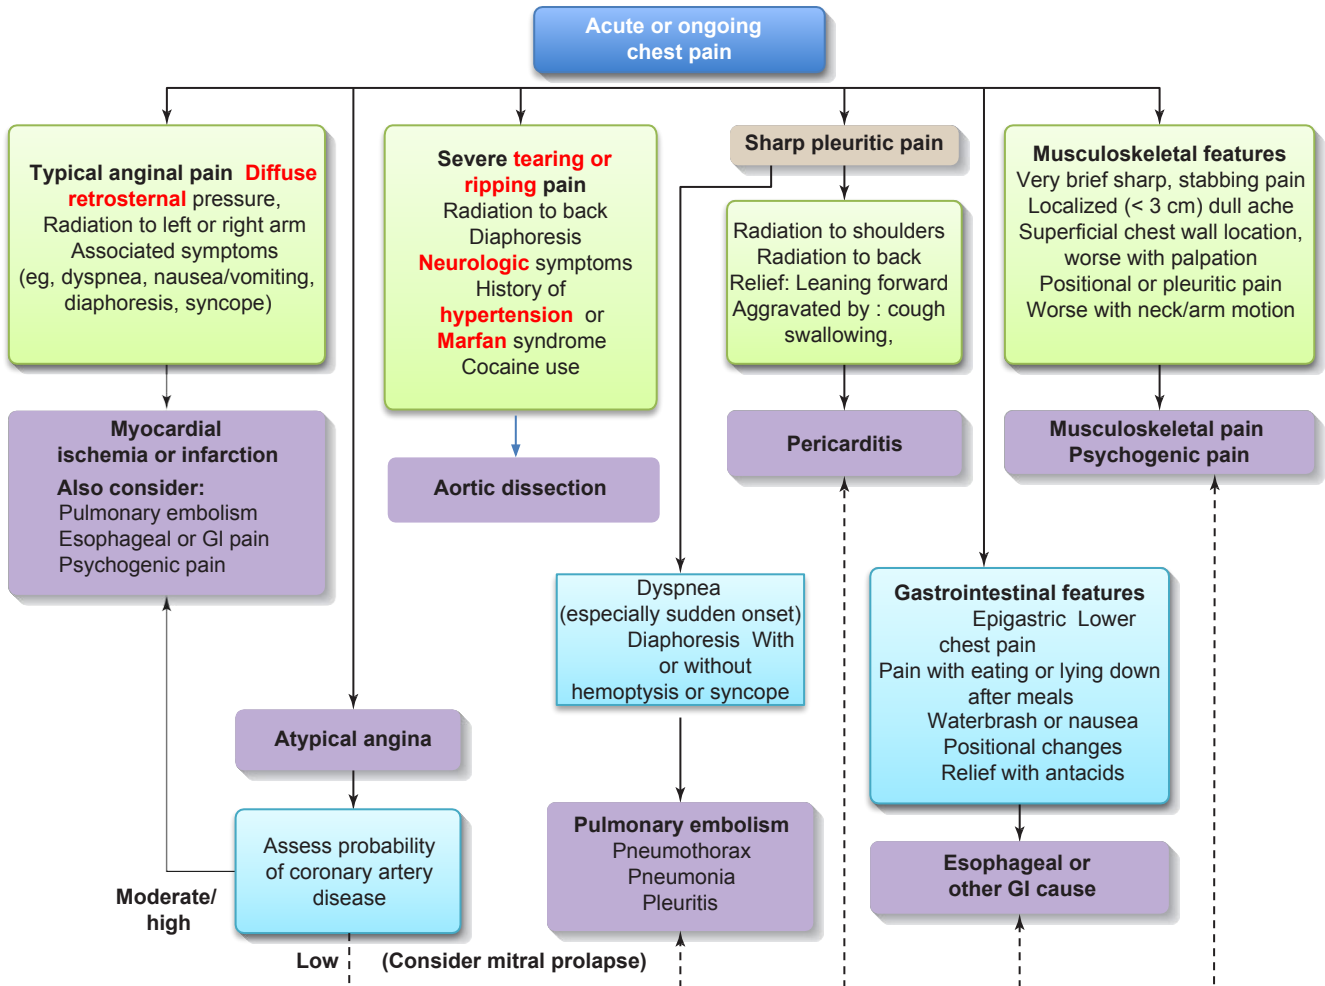 Acute or ongoing
chest pain
Typical anginal pain Diffuse
retrosternal pressure,
Radiation to left or right arm
Associated symptoms
(eg, dyspnea, nausea/vomiting,
diaphoresis, syncope)
Severe tearing or
ripping pain
Radiation to back
Diaphoresis
Neurologic symptoms
History of
hypertension or
Marfan syndrome
Cocaine use
Sharp pleuritic pain
Radiation to shoulders
Radiation to back
Relief: Leaning forward
Aggravated by : cough
swallowing,
Musculoskeletal features
Very brief sharp, stabbing pain
Localized (< 3 cm) dull ache
Superficial chest wall location,
worse with palpation
Positional or pleuritic pain
Worse with neck/arm motion
Myocardial
ischemia or infarction
Also consider:
Pulmonary embolism
Esophageal or GI pain
Psychogenic pain
Aortic dissection
Pericarditis
Musculoskeletal pain
Psychogenic pain
Dyspnea
(especially sudden onset)
Diaphoresis With
or without
hemoptysis or syncope
Gastrointestinal features
Epigastric Lower
chest pain
Pain with eating or lying down
after meals
Waterbrash or nausea
Positional changes
Relief with antacids
Atypical angina
Assess probability
of coronary artery
disease
Pulmonary embolism
Pneumothorax
Pneumonia
Pleuritis
Esophageal or
other GI cause
Moderate/
high
Low (Consider mitral prolapse)